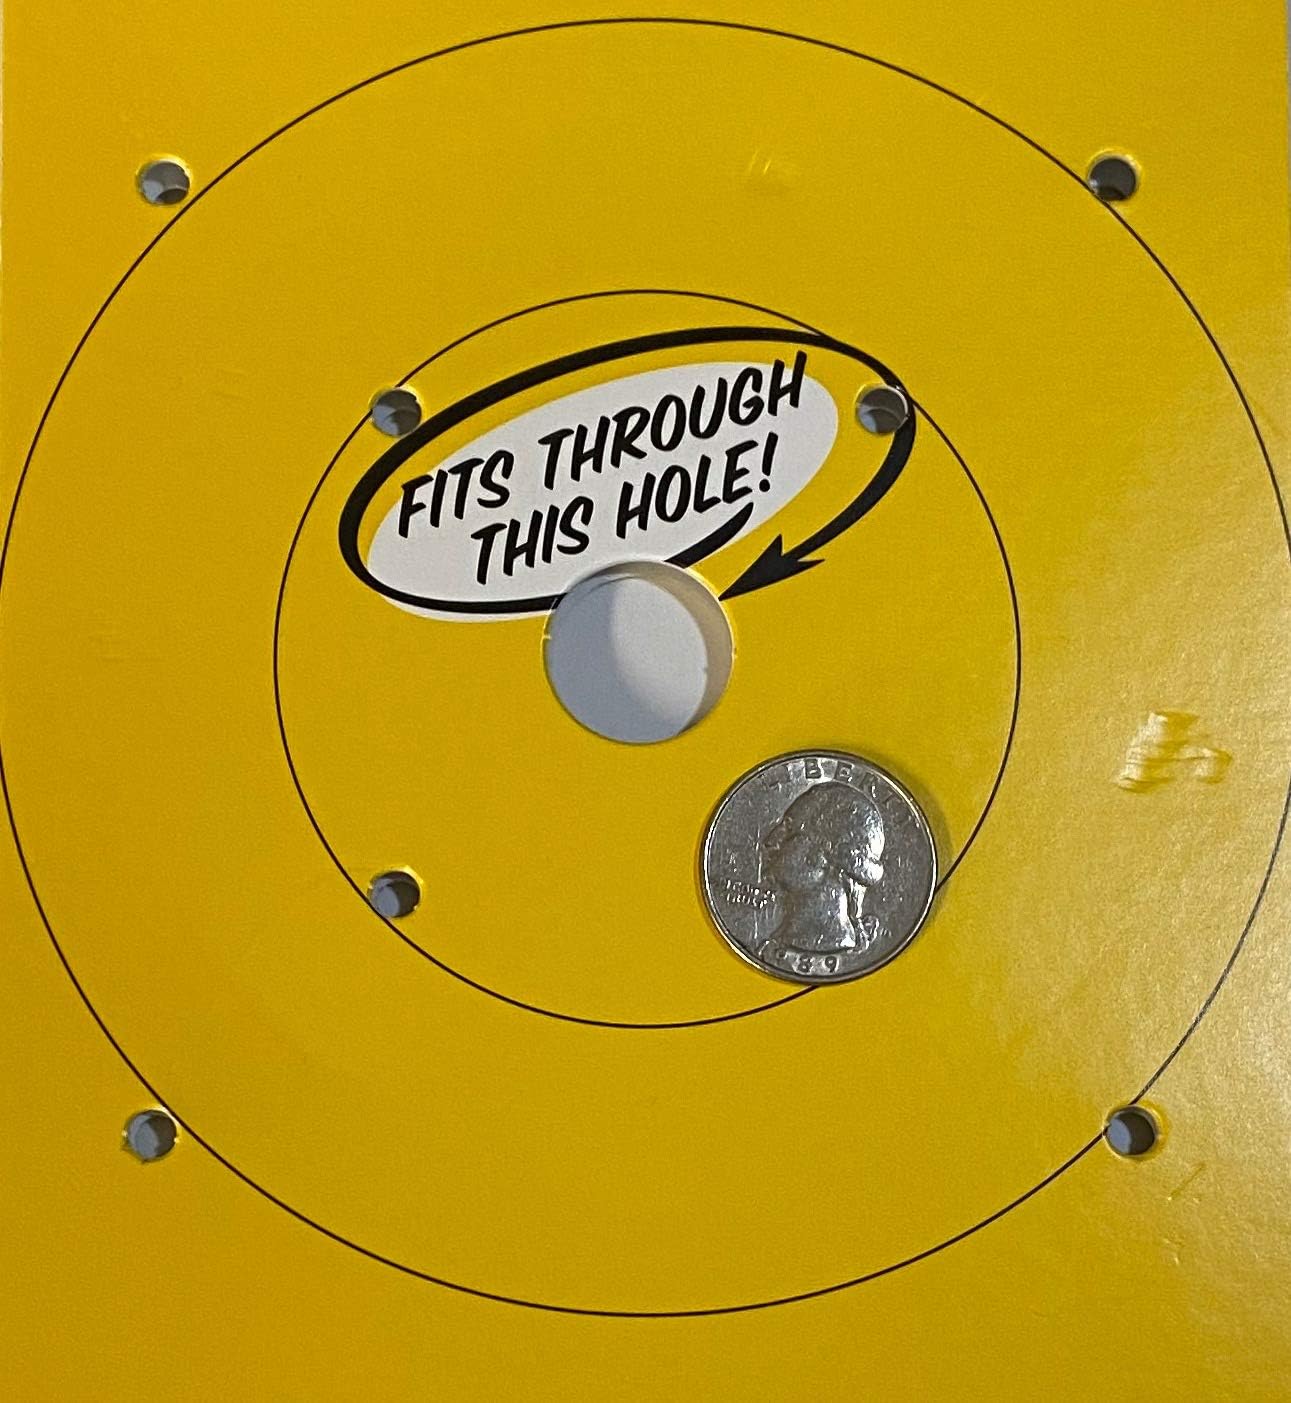 FITS THROUGH
THIS HOLE!
LIBERTY
1989